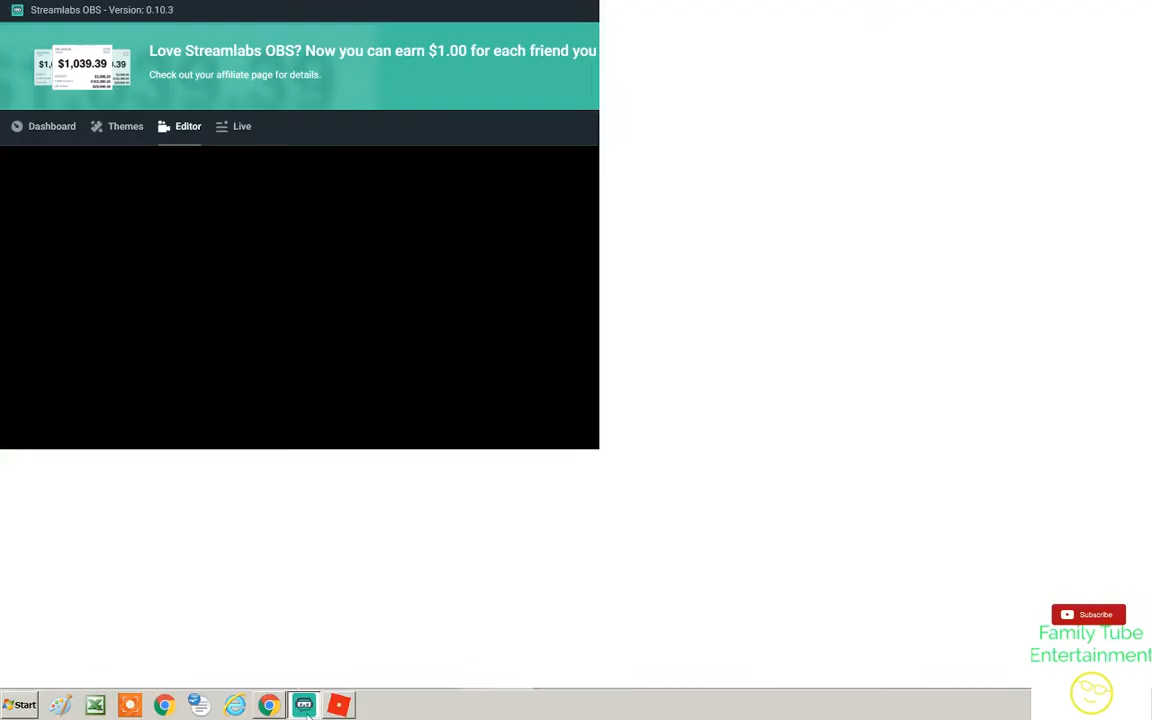 Streamlabs OBS - Version: 0.10.3
Love Streamlabs OBS? Now you can earn $1.00 for each friend you
$1,039.39
Check out your affiliate page for details.
Dashboard Themes Editor Live
Subscribe
Family Tube
Entertainment
Start